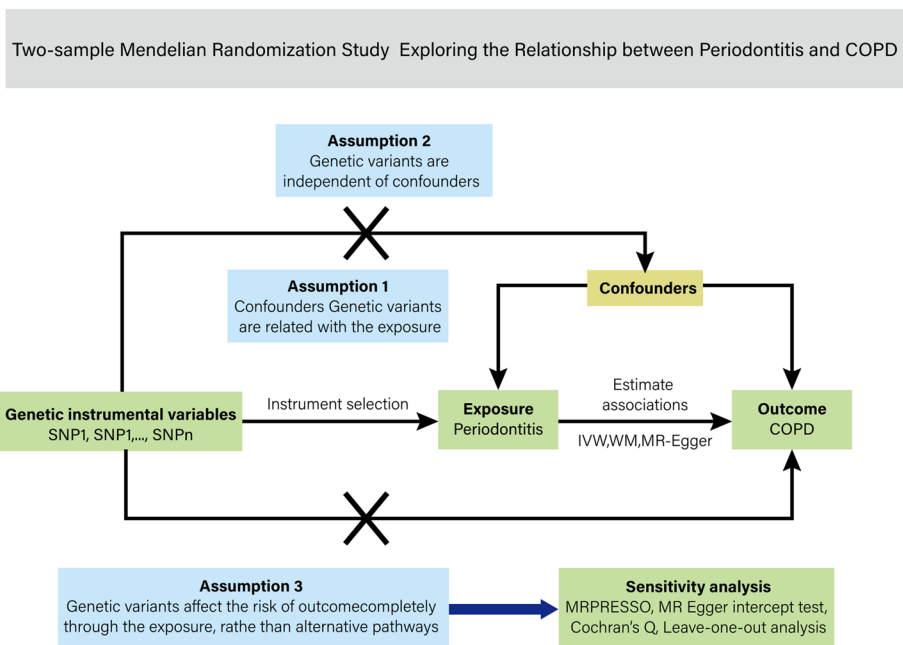 Two-sample Mendelian Randomization Study Exploring the Relationship between Periodontitis and COPD
Assumption 2
Genetic variants are
independent of confounders
Assumption 1
Confounders Genetic variants
are related with the exposure
Confounders
Genetic instrumental variables
SNP1, SNP1,..., SNPn
Instrument selection
Exposure
Periodontitis
Estimate
associations
IVW,WM,MR-Egger
Outcome
COPD
Assumption 3
Genetic variants affect the risk of outcomecompletely
through the exposure, rathe than alternative pathways
Sensitivity analysis
MRPRESSO, MR Egger intercept test,
Cochran's Q, Leave-one-out analysis